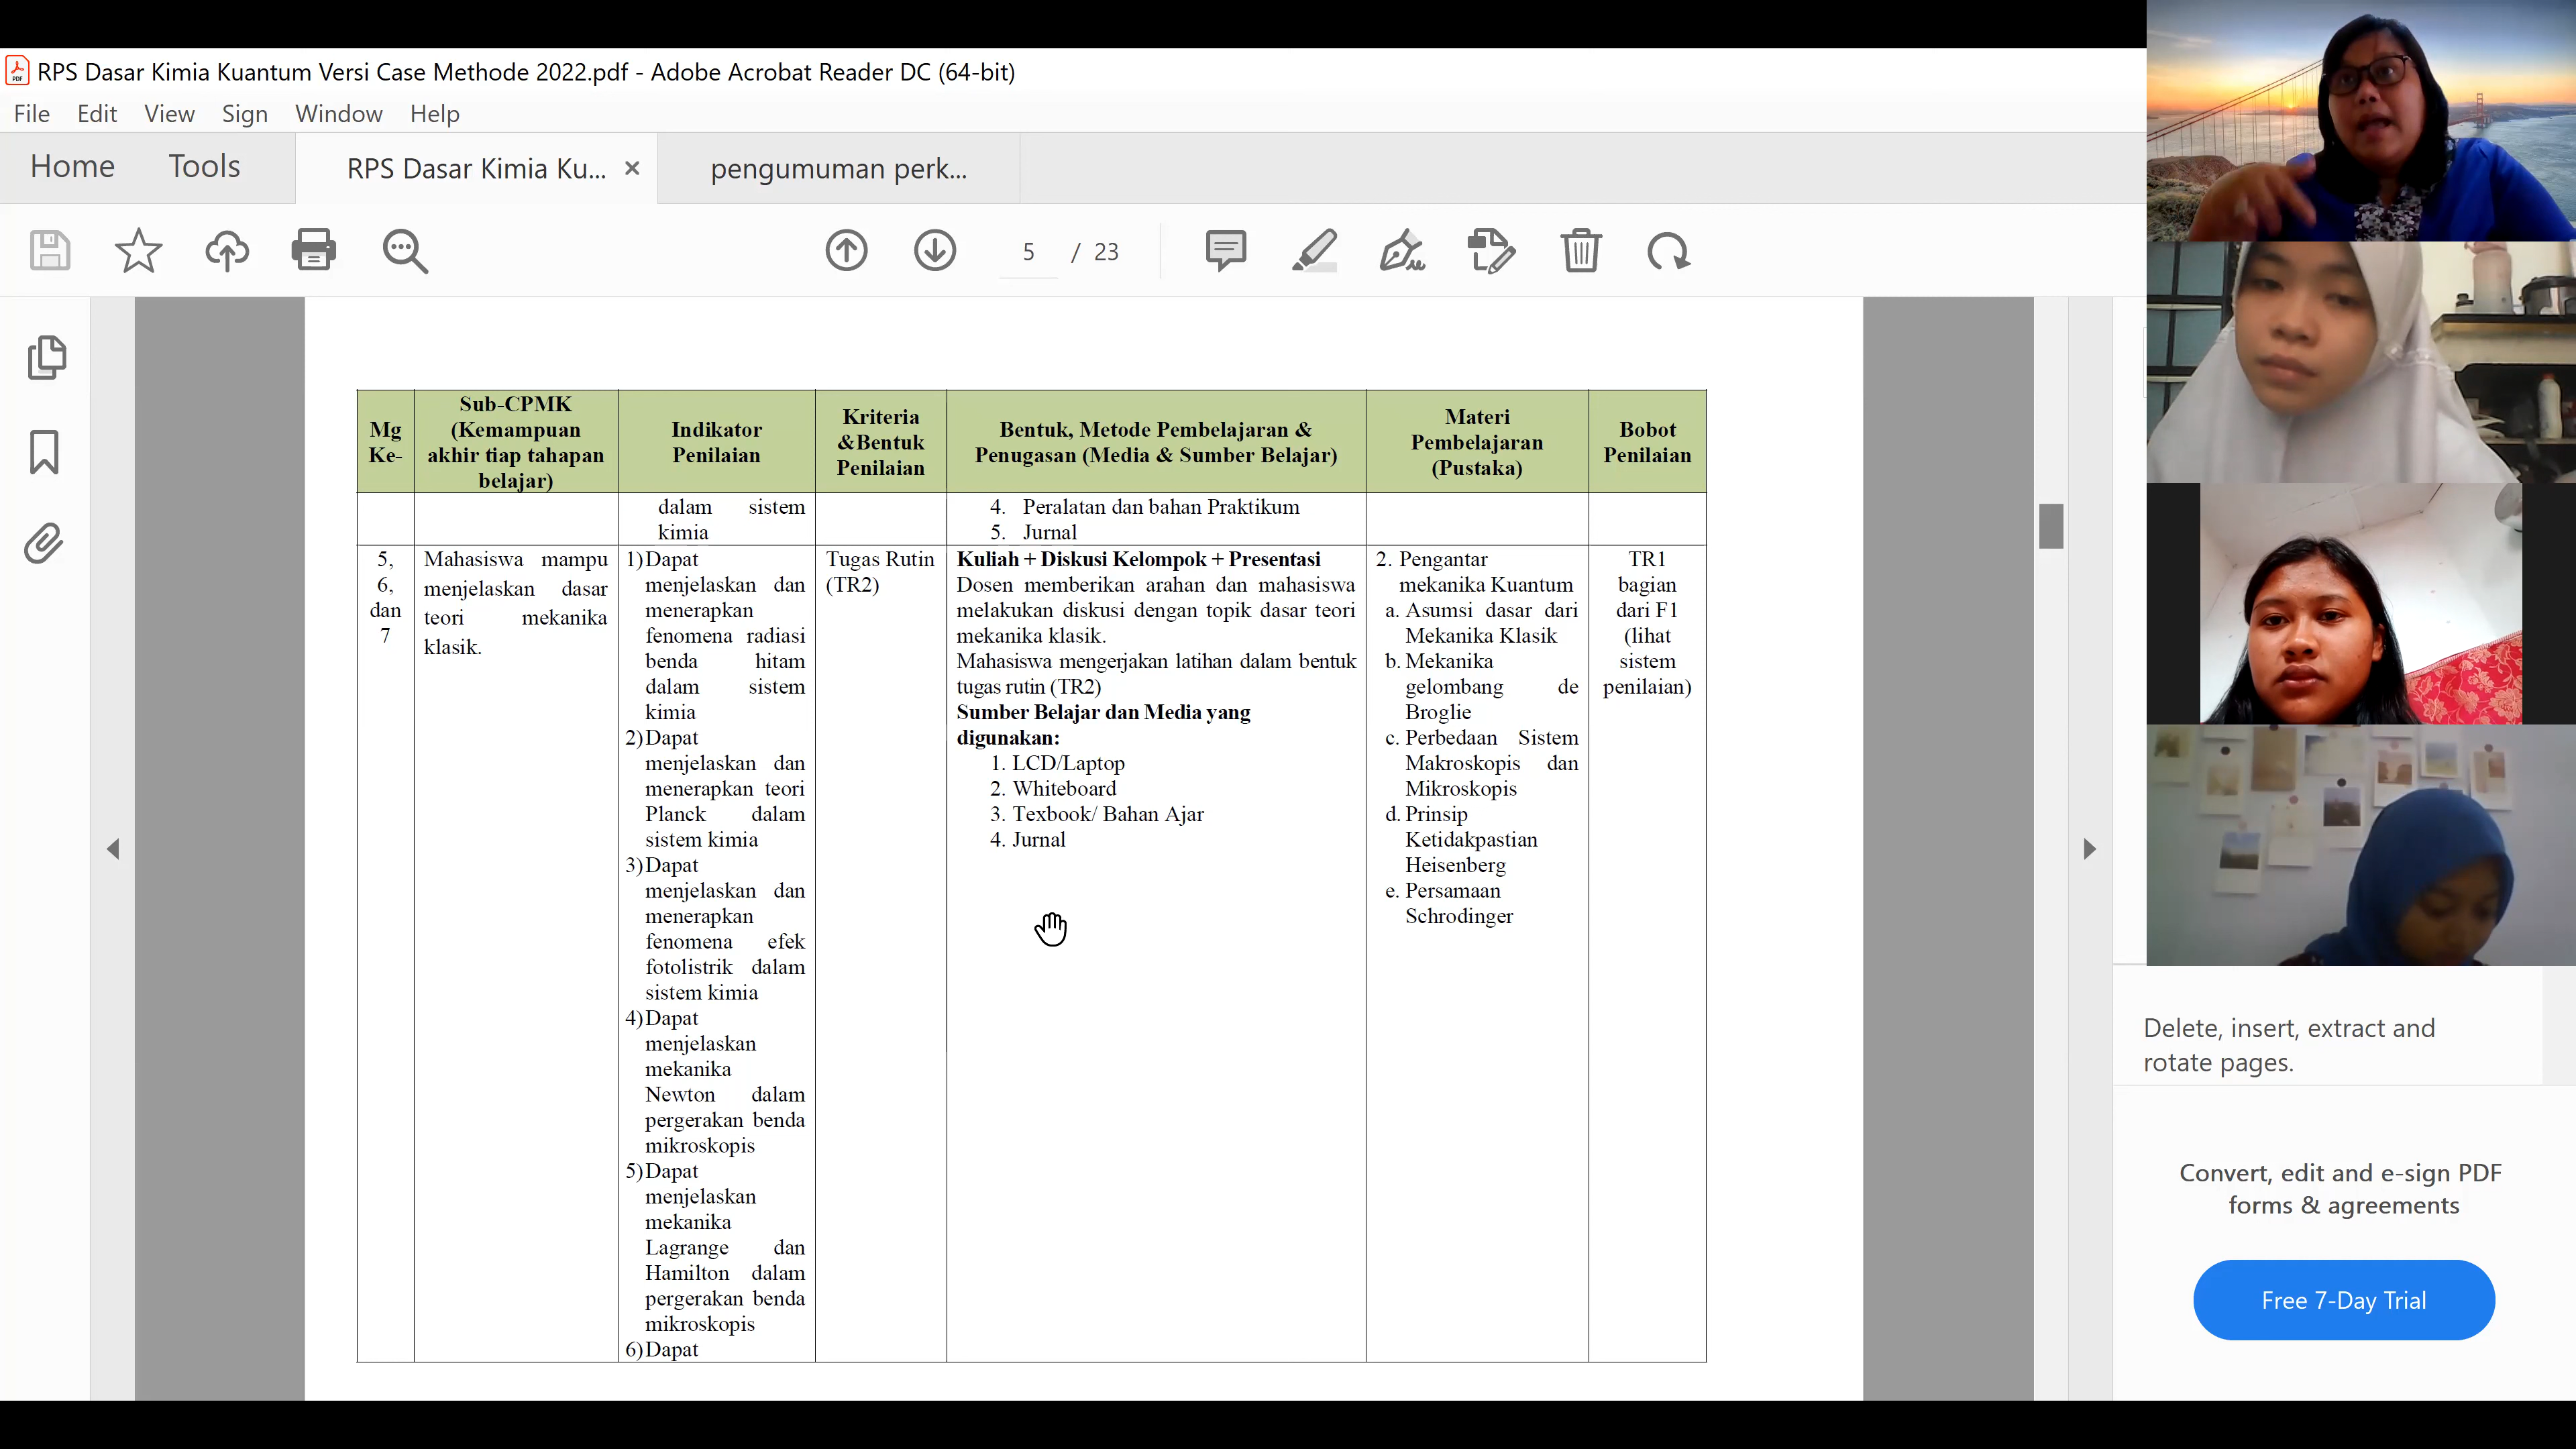 RPS Dasar Kimia Kuantum Versi Case Methode 2022.pdf - Adobe Acrobat Reader DC (64-bit)
File Edit View Sign Window Help
Home Tools RPS Dasar Kimia Ku... × pengumuman perk...
5 / 23
Mg
Ke-
Sub-CPMK
(Kemampuan
akhir tiap tahapan
belajar)
Indikator
Penilaian
Kriteria
&Bentuk
Penilaian
Bentuk, Metode Pembelajaran &
Penugasan (Media & Sumber Belajar)
Materi
Pembelajaran
(Pustaka)
Bobot
Penilaian
dalam sistem
kimia
4. Peralatan dan bahan Praktikum
5. Jurnal
5,
6,
dan
7
Mahasiswa mampu
menjelaskan dasar
teori mekanika
klasik.
1) Dapat
menjelaskan dan
menerapkan
fenomena radiasi
benda hitam
dalam sistem
kimia
2) Dapat
menjelaskan dan
menerapkan teori
Planck dalam
sistem kimia
3) Dapat
menjelaskan dan
menerapkan
fenomena efek
fotolistrik dalam
sistem kimia
4) Dapat
menjelaskan
mekanika
Newton dalam
pergerakan benda
mikroskopis
5) Dapat
menjelaskan
mekanika
Lagrange dan
Hamilton dalam
pergerakan benda
mikroskopis
6) Dapat
Tugas Rutin
(TR2)
Kuliah + Diskusi Kelompok + Presentasi
Dosen memberikan arahan dan mahasiswa
melakukan diskusi dengan topik dasar teori
mekanika klasik.
Mahasiswa mengerjakan latihan dalam bentuk
tugas rutin (TR2)
Sumber Belajar dan Media yang
digunakan:
1. LCD/Laptop
2. Whiteboard
3. Texbook/ Bahan Ajar
4. Jurnal
2. Pengantar
mekanika Kuantum
a. Asumsi dasar dari
Mekanika Klasik
b. Mekanika
gelombang de
Broglie
c. Perbedaan Sistem
Makroskopis dan
Mikroskopis
d. Prinsip
Ketidakpastian
Heisenberg
e. Persamaan
Schrodinger
TR1
bagian
dari F1
(lihat
sistem
penilaian)
Delete, insert, extract and
rotate pages.
Convert, edit and e-sign PDF
forms & agreements
Free 7-Day Trial